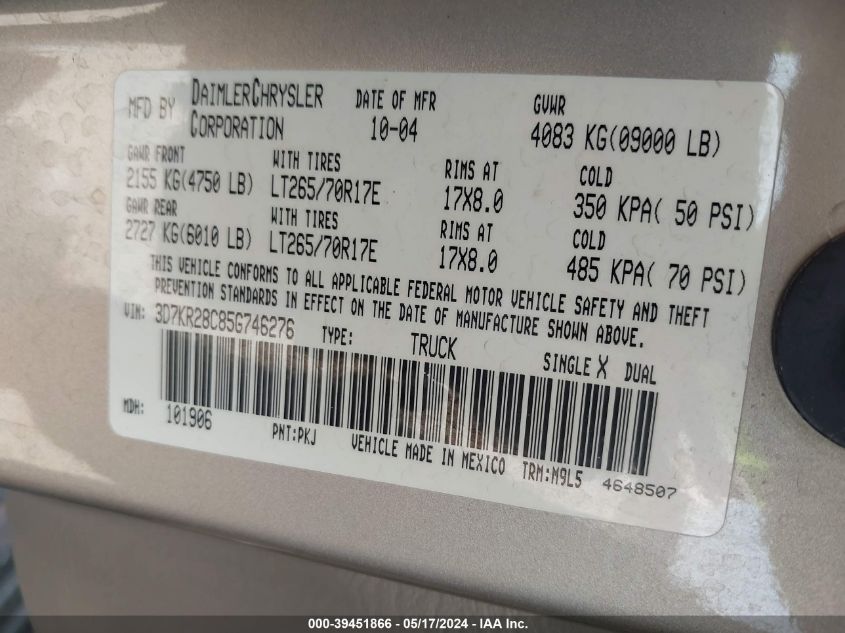 MFD BY DAIMLERCHRYSLER CORPORATION
DATE OF MFR 10-04
GVWR 4083 KG(09000 LB)
GAWR FRONT WITH TIRES RIMS AT COLD
2155 KG(4750 LB) LT265/70R17E 17X8.0 350 KPA( 50 PSI)
GAWR REAR WITH TIRES RIMS AT COLD
2727 KG(6010 LB) LT265/70R17E 17X8.0 485 KPA( 70 PSI)
THIS VEHICLE CONFORMS TO ALL APPLICABLE FEDERAL MOTOR VEHICLE SAFETY AND THEFT
PREVENTION STANDARDS IN EFFECT ON THE DATE OF MANUFACTURE SHOWN ABOVE.
VIN: 3D7KR28C85G746276 TYPE: TRUCK SINGLE X DUAL
MDH: 101906 PNT:PKJ VEHICLE MADE IN MEXICO TRM:M9L5 4648507
000-39451866 — 05/17/2024 — IAA Inc.